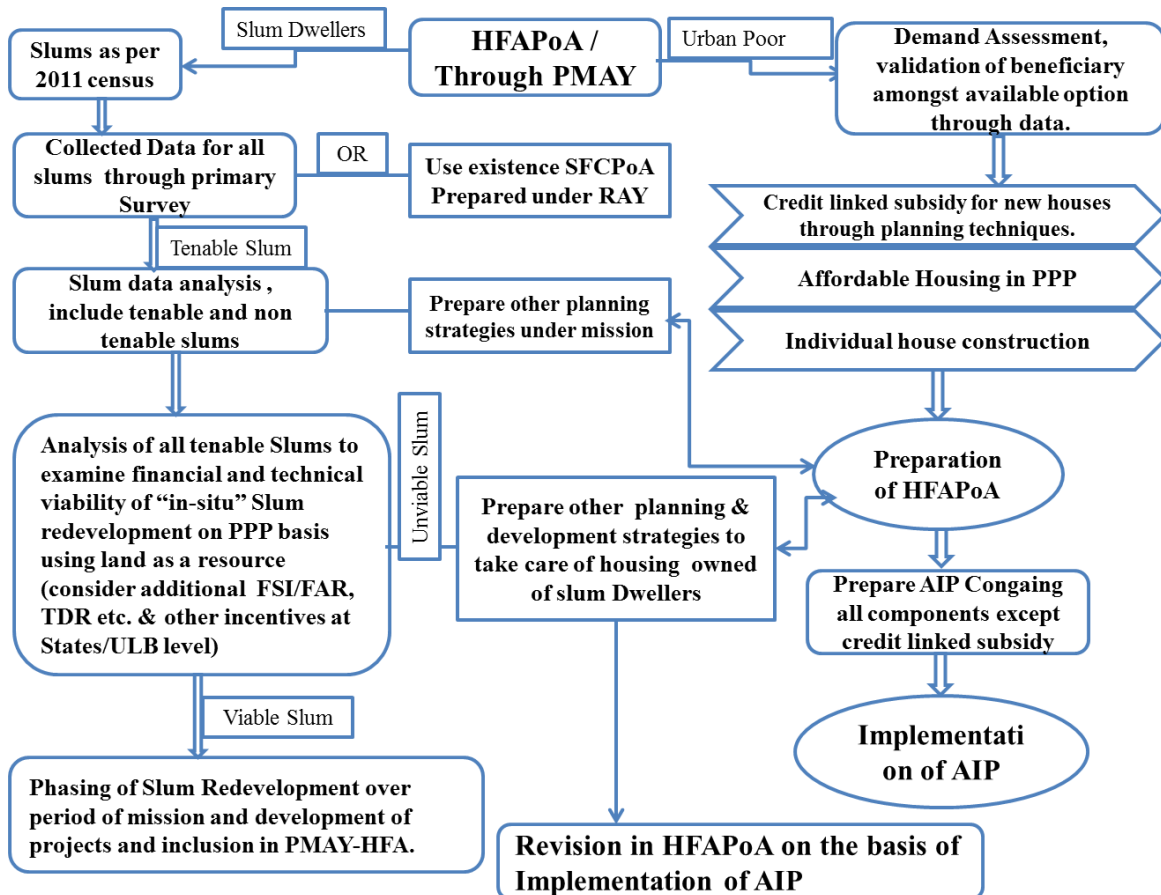 Slum Dwellers
HFAPoA /
Through PMAY
Urban Poor
Slums as per
2011 census
Demand Assessment,
validation of beneficiary
amongst available option
through data.
Collected Data for all
slums through primary
Survey
OR
Use existence SFCPoA
Prepared under RAY
Credit linked subsidy for new houses
through planning techniques.
Tenable Slum
Affordable Housing in PPP
Slum data analysis ,
include tenable and non
tenable slums
Prepare other planning
strategies under mission
Individual house construction
Analysis of all tenable Slums to
examine financial and technical
viability of “in-situ” Slum
redevelopment on PPP basis
using land as a resource
(consider additional FSI/FAR,
TDR etc. & other incentives at
States/ULB level)
Unviable Slum
Prepare other planning &
development strategies to
take care of housing owned
of slum Dwellers
Preparation
of HFAPoA
Prepare AIP Congaing
all components except
credit linked subsidy
Viable Slum
Implementati
on of AIP
Phasing of Slum Redevelopment over
period of mission and development of
projects and inclusion in PMAY-HFA.
Revision in HFAPoA on the basis of
Implementation of AIP